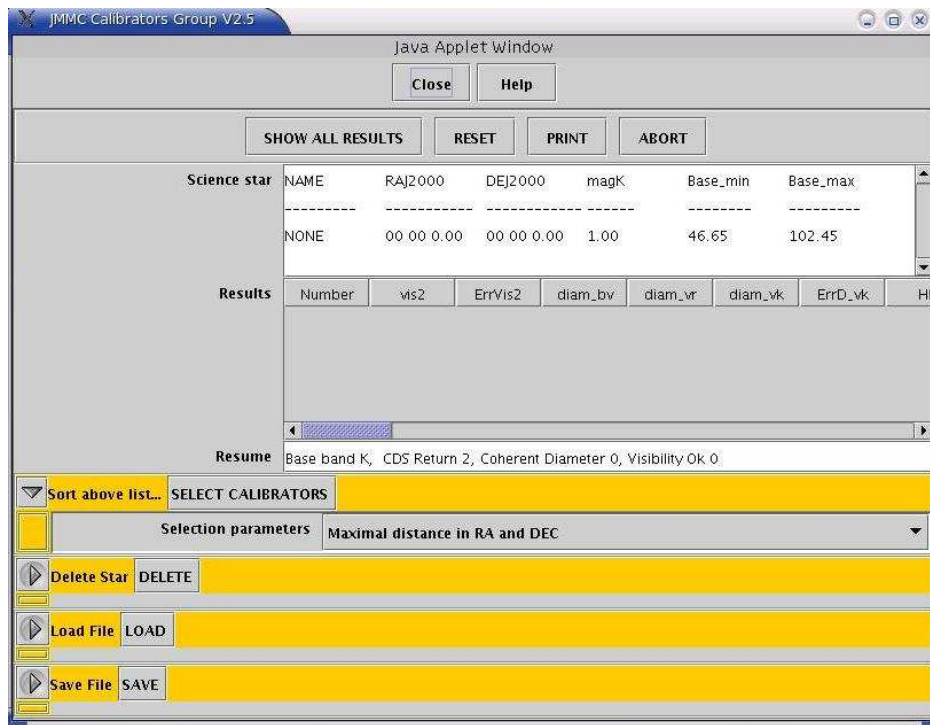 JMMC Calibrators Group V2.5
Java Applet Window
Close Help
SHOW ALL RESULTS RESET PRINT ABORT
Science star NAME RAJ2000 DEJ2000 magK Base_min Base_max
--------- ----------- ------------ ------ -------- ---------
NONE 00 00 0.00 00 00 0.00 1.00 46.65 102.45
Results Number vis2 ErrVis2 diam_bv diam_vr diam_vk ErrD_vk
Resume Base band K, CDS Return 2, Coherent Diameter 0, Visibility Ok 0
Sort above list... SELECT CALIBRATORS
Selection parameters Maximal distance in RA and DEC
Delete Star DELETE
Load File LOAD
Save File SAVE